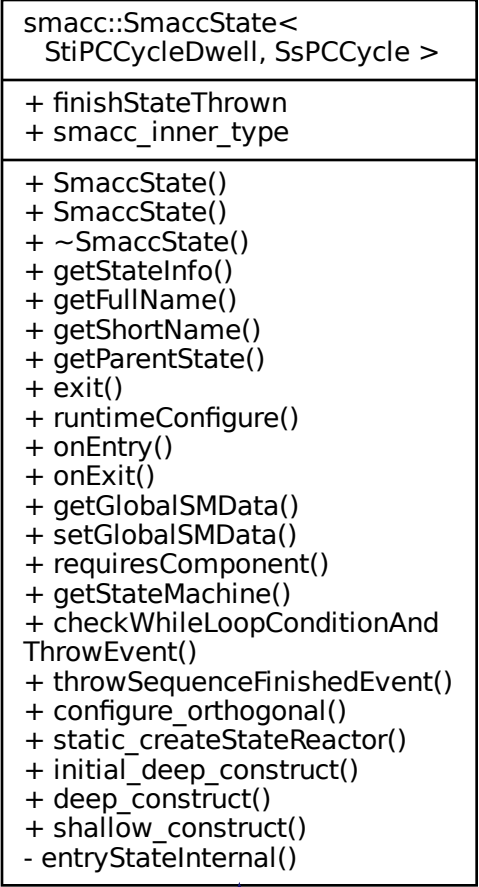 smacc::SmaccState<
StiPCCycleDwell, SsPCCycle >
+ finishStateThrown
+ smacc_inner_type
+ SmaccState()
+ SmaccState()
+ ~SmaccState()
+ getStateInfo()
+ getFullName()
+ getShortName()
+ getParentState()
+ exit()
+ runtimeConfigure()
+ onEntry()
+ onExit()
+ getGlobalSMData()
+ setGlobalSMData()
+ requiresComponent()
+ getStateMachine()
+ checkWhileLoopConditionAnd
ThrowEvent()
+ throwSequenceFinishedEvent()
+ configure_orthogonal()
+ static_createStateReactor()
+ initial_deep_construct()
+ deep_construct()
+ shallow_construct()
- entryStateInternal()